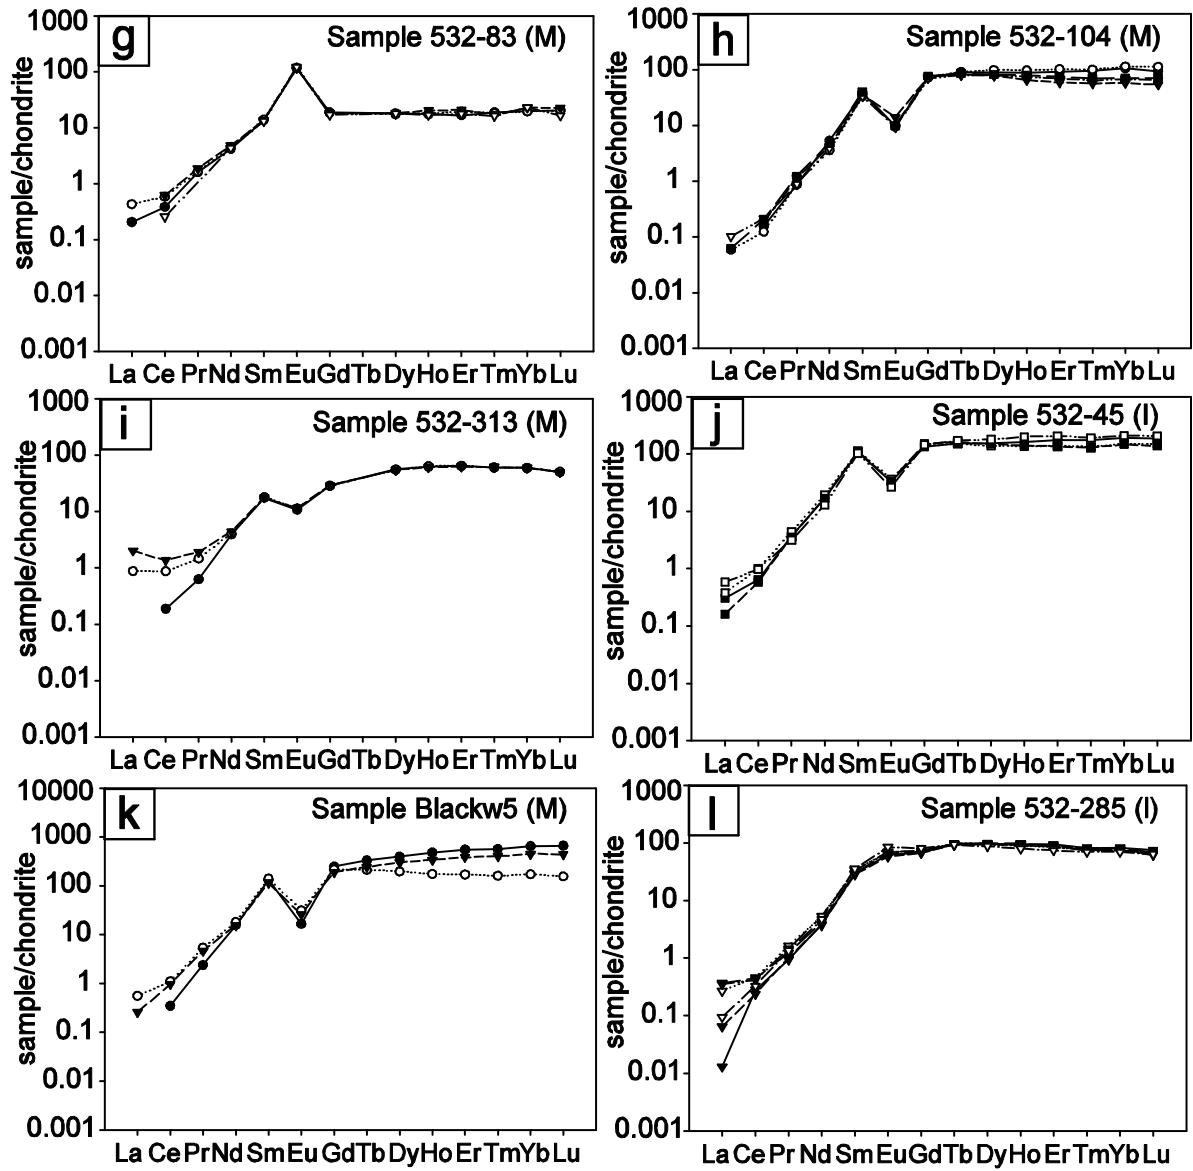 g
Sample 532-83 (M)
sample/chondrite
1000
100
10
1
0.1
0.01
0.001
La Ce Pr Nd Sm Eu Gd Tb Dy Ho Er Tm Yb Lu
h
Sample 532-104 (M)
sample/chondrite
1000
100
10
1
0.1
0.01
0.001
La Ce Pr Nd Sm Eu Gd Tb Dy Ho Er Tm Yb Lu
i
Sample 532-313 (M)
sample/chondrite
1000
100
10
1
0.1
0.01
0.001
La Ce Pr Nd Sm Eu Gd Tb Dy Ho Er Tm Yb Lu
j
Sample 532-45 (I)
sample/chondrite
1000
100
10
1
0.1
0.01
0.001
La Ce Pr Nd Sm Eu Gd Tb Dy Ho Er Tm Yb Lu
k
Sample Blackw5 (M)
sample/chondrite
10000
1000
100
10
1
0.1
0.01
0.001
La Ce Pr Nd Sm Eu Gd Tb Dy Ho Er Tm Yb Lu
l
Sample 532-285 (I)
sample/chondrite
1000
100
10
1
0.1
0.01
0.001
La Ce Pr Nd Sm Eu Gd Tb Dy Ho Er Tm Yb Lu